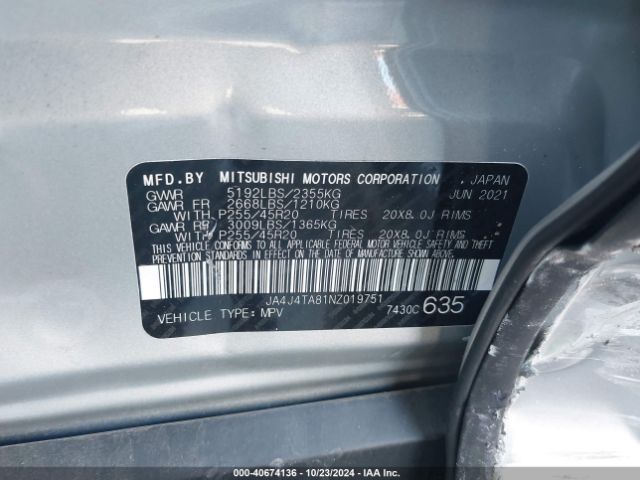 MFD.BY MITSUBISHI MOTORS CORPORATION , JAPAN
GVWR 5192LBS/2355KG JUN 2021
GAWR FR 2668LBS/1210KG
WITH P255/45R20 TIRES 20X8.0J RIMS
GAWR RR 3009LBS/1365KG
WITH P255/45R20 TIRES 20X8.0J RIMS
THIS VEHICLE CONFORMS TO ALL APPLICABLE FEDERAL MOTOR VEHICLE SAFETY AND
THEFT PREVENTION STANDARDS IN EFFECT ON THE DATE OF MANUFACTURE SHOWN ABOVE.
JA4J4TA81NZ019751
VEHICLE TYPE: MPV 7430C 635
000-40674136 - 10/23/2024 - IAA Inc.